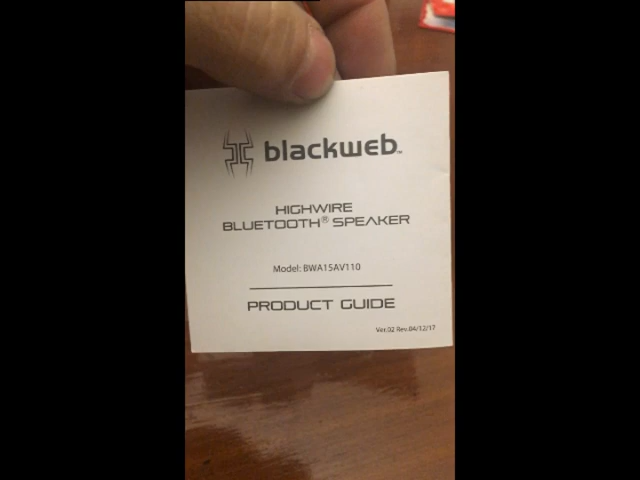 blackweb™
HIGHWIRE
BLUETOOTH® SPEAKER
Model: BWA15AV110
PRODUCT GUIDE
Ver.02 Rev.04/12/17